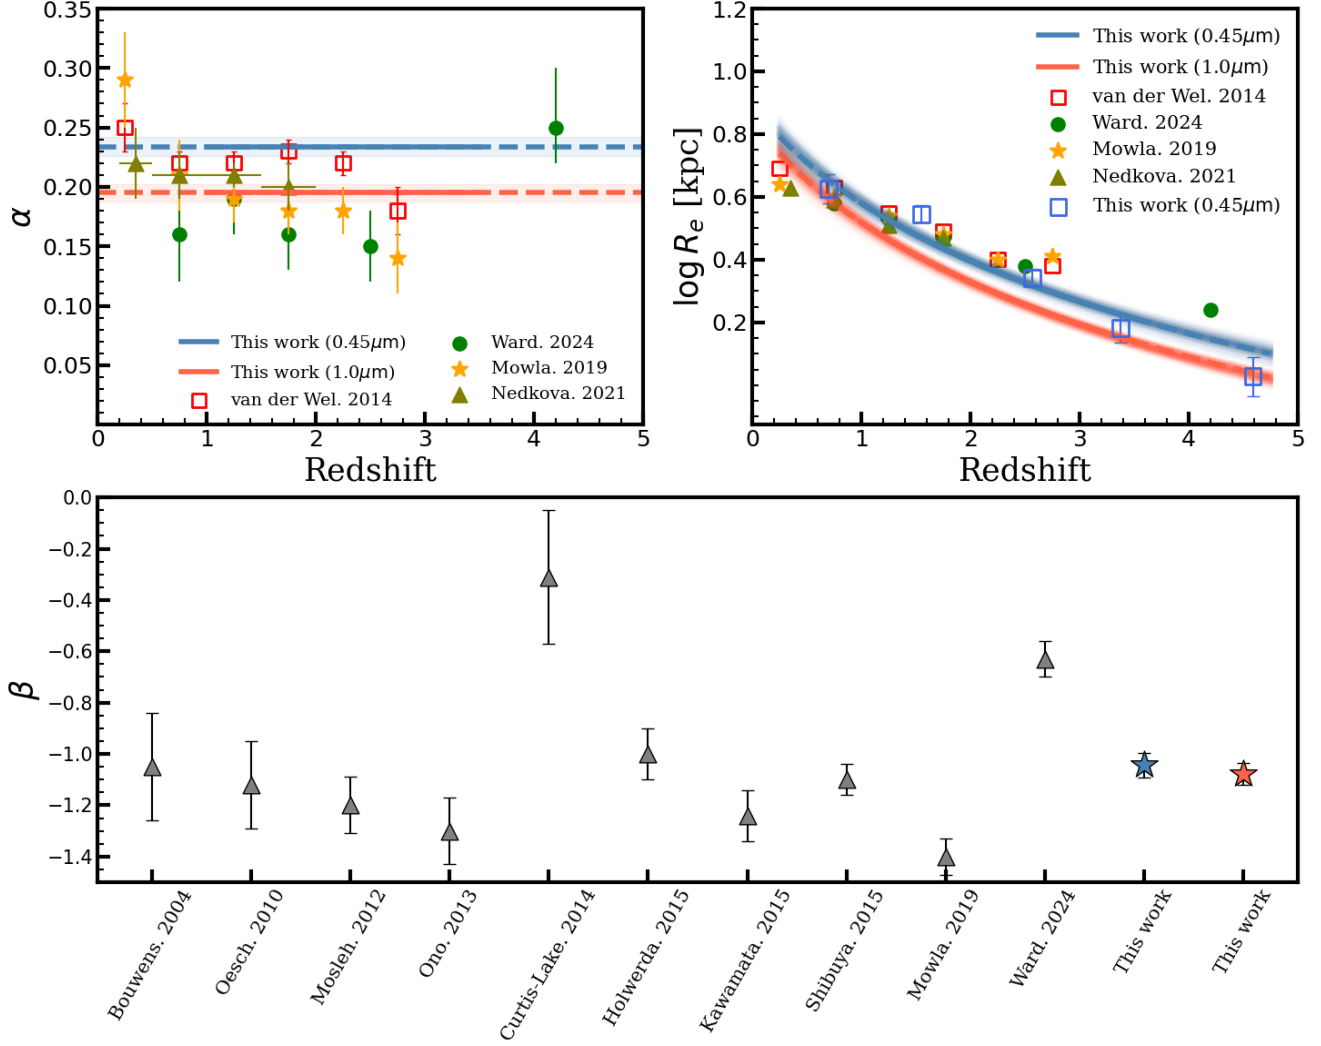 0.35
0.30
0.25
0.20
0.15
0.10
0.05
α
0 1 2 3 4 5
Redshift
This work (0.45μm)
This work (1.0μm)
van der Wel. 2014
Ward. 2024
Mowla. 2019
Nedkova. 2021
1.2
1.0
0.8
0.6
0.4
0.2
log Re [kpc]
0 1 2 3 4 5
Redshift
This work (0.45μm)
This work (1.0μm)
van der Wel. 2014
Ward. 2024
Mowla. 2019
Nedkova. 2021
This work (0.45μm)
0.0
−0.2
−0.4
−0.6
−0.8
−1.0
−1.2
−1.4
β
Bouwens. 2004
Oesch. 2010
Mosleh. 2012
Ono. 2013
Curtis-Lake. 2014
Holwerda. 2015
Kawamata. 2015
Shibuya. 2015
Mowla. 2019
Ward. 2024
This work
This work